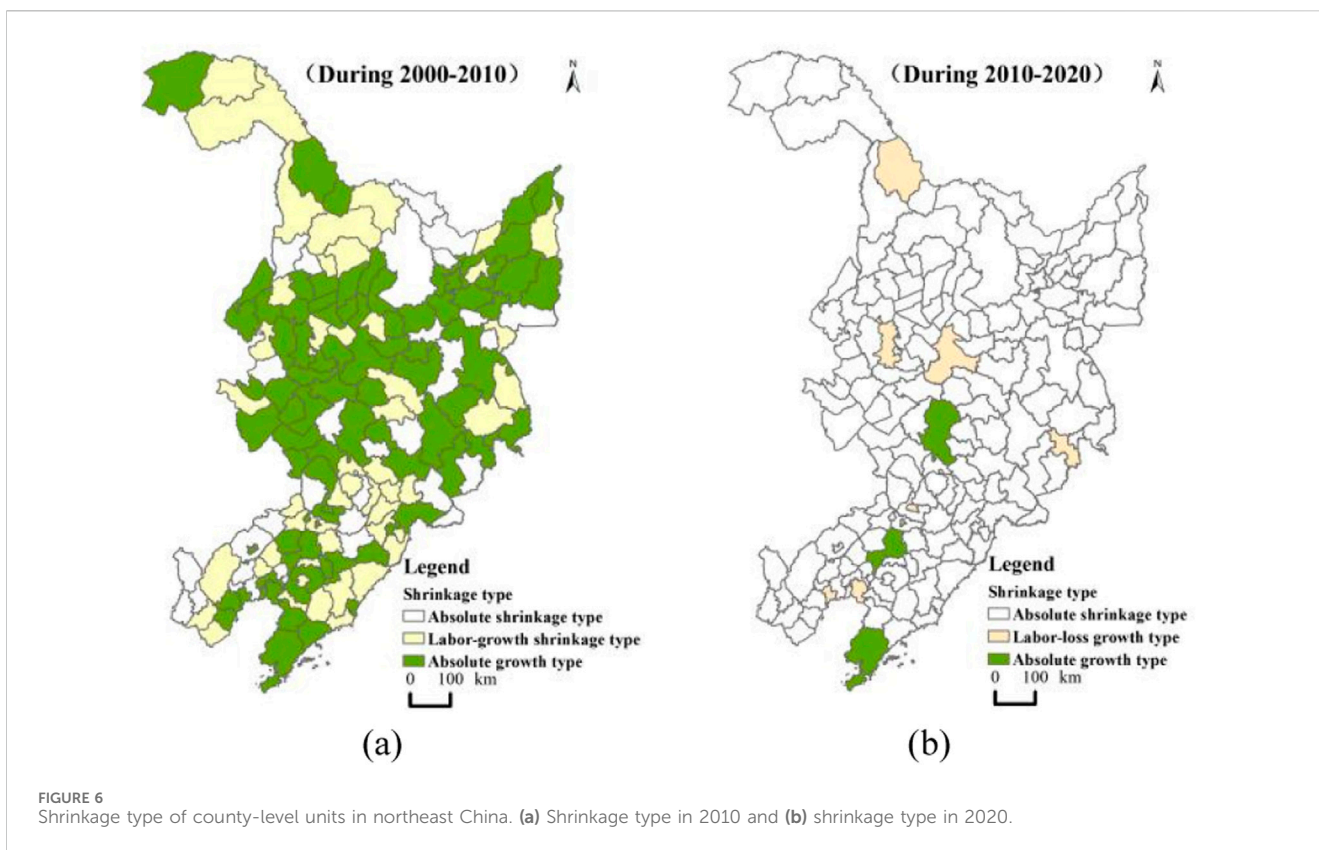 （During 2000-2010）
N
Legend
Shrinkage type
Absolute shrinkage type
Labor-growth shrinkage type
Absolute growth type
0 100 km
(a)
（During 2010-2020）
N
Legend
Shrinkage type
Absolute shrinkage type
Labor-loss growth type
Absolute growth type
0 100 km
(b)
FIGURE 6
Shrinkage type of county-level units in northeast China. (a) Shrinkage type in 2010 and (b) shrinkage type in 2020.